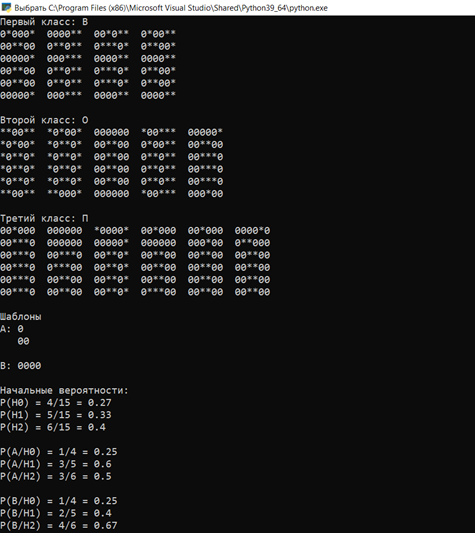 Выбрать C:\Program Files (x86)\Microsoft Visual Studio\Shared\Python39_64\python.exe
Первый класс: В
0*000*  0000**  00*0**  0*00**
00**00  0**0**  0***0*  0**00*
00000*  000***  0000**  0000**
00**00  0**0**  0***0*  0**00*
00**00  0**0**  0***0*  0**00*
00000*  000***  0000**  0000**
Второй класс: О
**00**  *0*00*  000000  *00***  00000*
*0*00*  *0**0*  00**00  0*00**  00**00
*0**0*  *0**0*  00**00  0**0**  00***0
*0**0*  *0**0*  00**00  0**0**  00***0
*0**0*  *0**0*  00**00  0**0**  00***0
**00**  **000*  000000  *00***  000*00
Третий класс: П
00*000  000000  *0000*  00*000  00*000  0000*0
00***0  000000  00000*  000000  000*00  0**000
00***0  00***0  00**0*  00**00  00**00  00**00
00***0  0***00  00**0*  00**00  00**00  00**00
00***0  00**00  00**0*  00**00  00**00  00**00
00***0  00**00  00**0*  0***00  00**00  00**00
Шаблоны
A: 0
00
B: 0000
Начальные вероятности:
P(H0) = 4/15 = 0.27
P(H1) = 5/15 = 0.33
P(H2) = 6/15 = 0.4
P(A/H0) = 1/4 = 0.25
P(A/H1) = 3/5 = 0.6
P(A/H2) = 3/6 = 0.5
P(B/H0) = 1/4 = 0.25
P(B/H1) = 2/5 = 0.4
P(B/H2) = 4/6 = 0.67